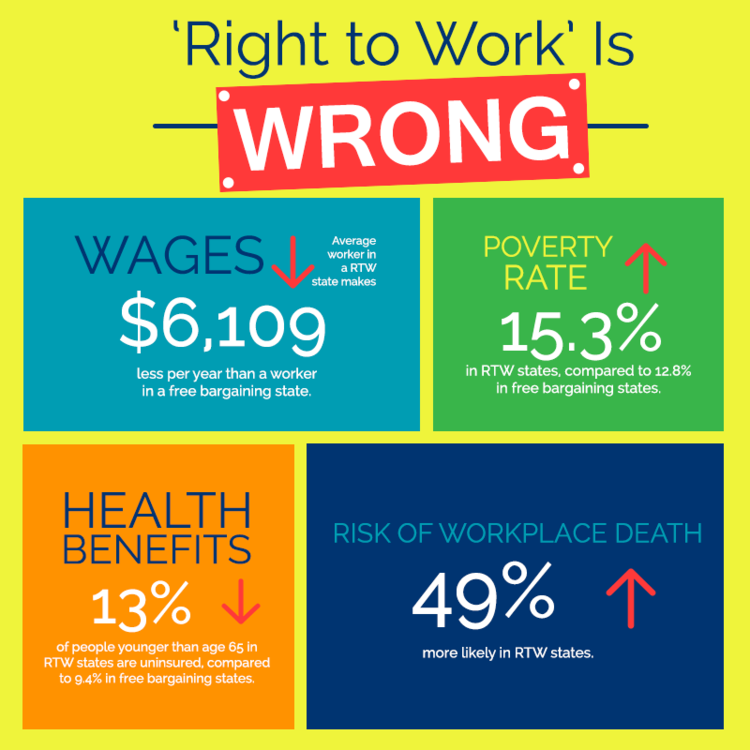 ‘Right to Work’ Is
WRONG
WAGES
Average
worker in
a RTW
state makes
$6,109
less per year than a worker
in a free bargaining state.
POVERTY
RATE
15.3%
in RTW states, compared to 12.8%
in free bargaining states.
HEALTH
BENEFITS
13%
of people younger than age 65 in
RTW states are uninsured, compared
to 9.4% in free bargaining states.
RISK OF WORKPLACE DEATH
49%
more likely in RTW states.